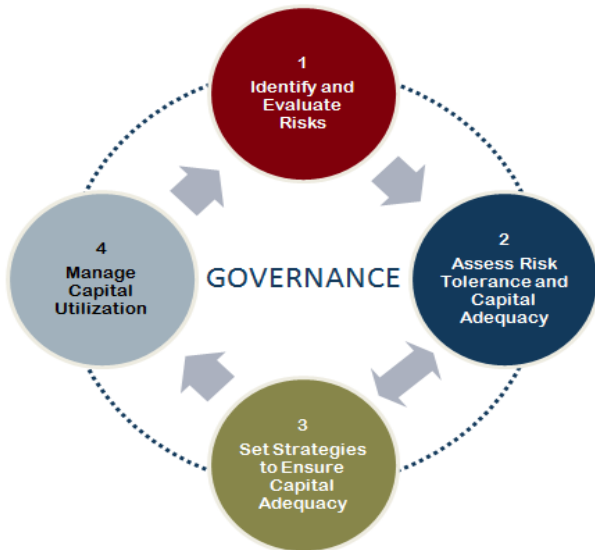 1
Identify and
Evaluate
Risks
2
Assess Risk
Tolerance and
Capital
Adequacy
3
Set Strategies
to Ensure
Capital
Adequacy
4
Manage
Capital
Utilization
GOVERNANCE